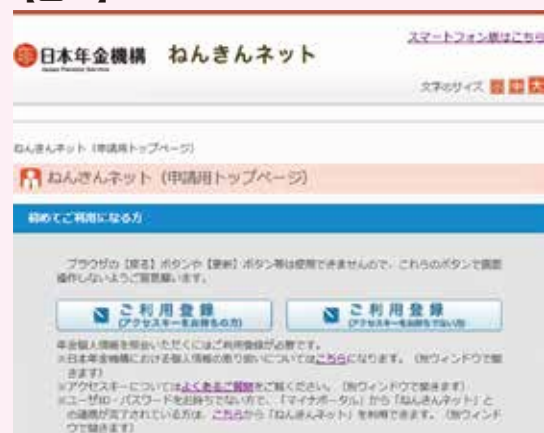 スマートフォン版はこちら
日本年金機構 ねんきんネット
Japan Pension Service
文字のサイズ 小 中 大
ねんきんネット（申請用トップページ）
ねんきんネット（申請用トップページ）
初めてご利用になる方
ブラウザの【戻る】ボタンや【更新】ボタン等は使用できませんので、これらのボタンで画面
操作しないようご留意願います。
ご利用登録 ご利用登録
(アクセスキーをお持ちの方) (アクセスキーをお持ちでない方)
年金個人情報を照会いただくにはご利用登録が必要です。
※日本年金機構における個人情報の取り扱いについてはこちらになります。（別ウィンドウで開
きます）
※アクセスキーについてはよくあるご質問をご覧ください。（別ウィンドウで開きます）
※ユーザID・パスワードをお持ちでない方で、「マイナポータル」から「ねんきんネット」と
の連携が完了されている方は、こちらから「ねんきんネット」を利用できます。（別ウィンド
ウで開きます）